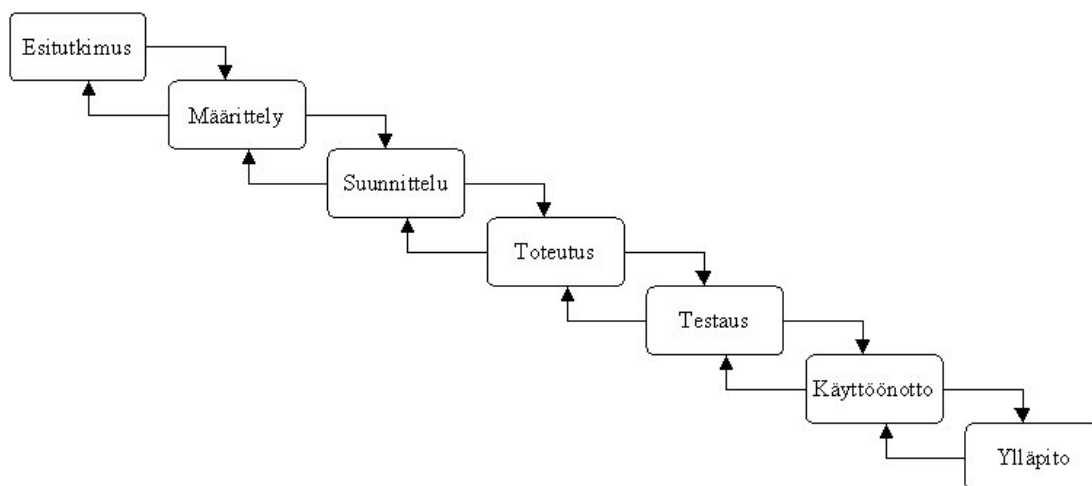 Esitutkimus
Määrittely
Suunnittelu
Toteutus
Testaus
Käyttöönotto
Ylläpito